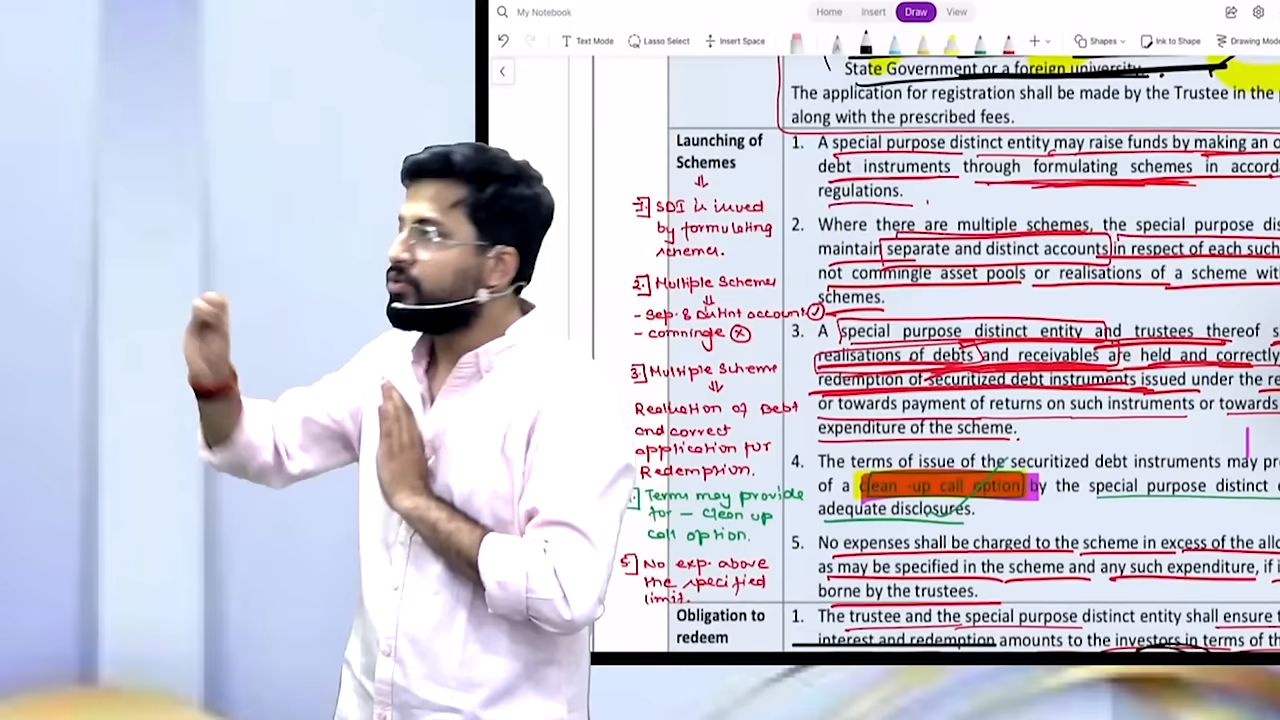 My Notebook
Home Insert Draw View
Text Mode Lasso Select Insert Space Shapes Ink to Shape Drawing Mode
State Government or a foreign university.
The application for registration shall be made by the Trustee in the
along with the prescribed fees.
Launching of
Schemes
1. A special purpose distinct entity may raise funds by making an
debt instruments through formulating schemes in
regulations.
1.] SDI is issued
by formulating
schemes.
2. Where there are multiple schemes, the special purpose
maintain separate and distinct accounts in respect of each such
not commingle asset pools or realisations of a scheme
schemes.
2.] Multiple Schemes
- Sep. & distint account
- comminge
3. A special purpose distinct entity and trustees thereof
realisations of debts and receivables are held and correctly
redemption of securitized debt instruments issued under the
or towards payment of returns on such instruments or towards
expenditure of the scheme.
3.] Multiple Scheme
Realisation of Debt
and correct
application for
Redemption.
4. The terms of issue of the securitized debt instruments may
of a clean -up call option by the special purpose distinct
adequate disclosures.
Terms may provide
for - clean up
call option.
5. No expenses shall be charged to the scheme in excess of the
as may be specified in the scheme and any such expenditure, if
borne by the trustees.
5.] No exp. above
the specified
limit.
Obligation to
redeem
1. The trustee and the special purpose distinct entity shall ensure
interest and redemption amounts to the investors in terms of